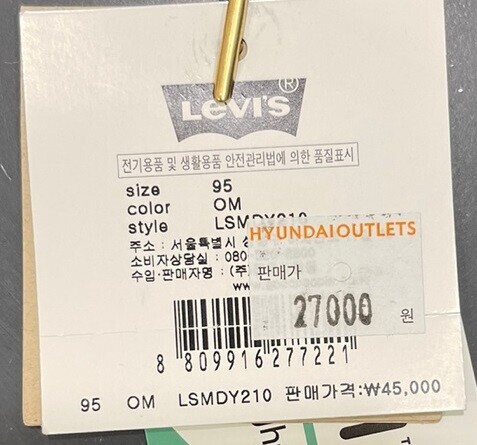 LEVI'S®
전기용품 및 생활용품 안전관리법에 의한 품질표시
size 95
color OM
style LSMDY210
주소 : 서울특별시
HYUNDAIOUTLETS
소비자상담실 : 080
수입·판매자명 : (주
판매가
27000 원
8 809916 277221
95 OM LSMDY210 판매가격:₩45,000